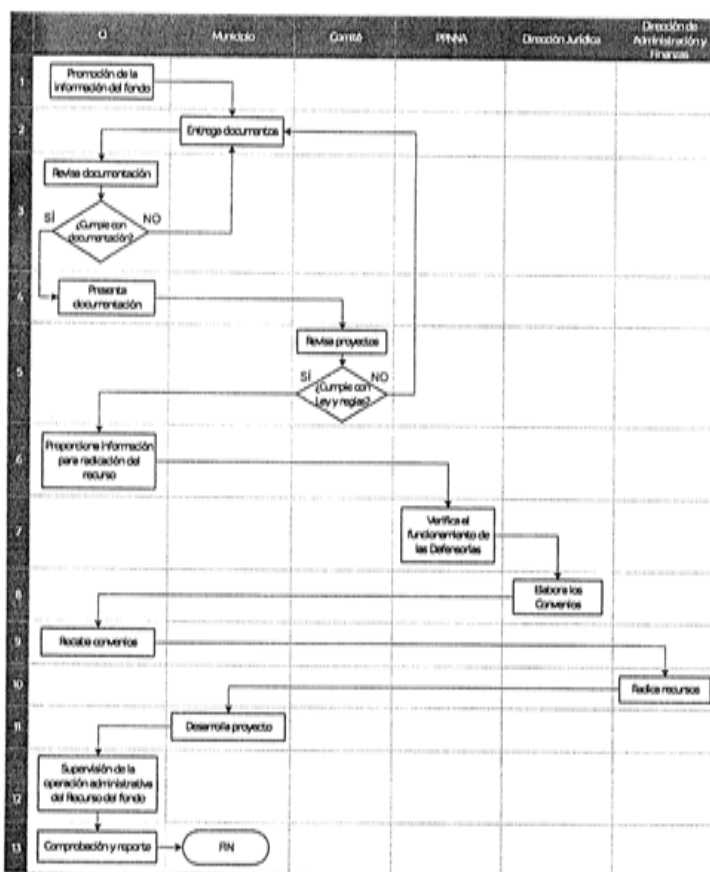 CI
Municipio
Comité
PPNNA
Dirección Jurídica
Dirección de
Administración y
Finanzas
1
Promoción de la
información del fondo
2
Entrega documentos
3
Revisa documentación
SÍ
¿Cumple con
documentación?
NO
4
Presenta
documentación
5
Revisa proyectos
SÍ
¿Cumple con
Ley y reglas?
NO
6
Proporciona información
para radicación del
recurso
7
Verifica el
funcionamiento de
las Defensorías
8
Elabora los
Convenios
9
Recaba convenios
10
Radica recursos
11
Desarrolla proyecto
12
Supervisión de la
operación administrativa
del Recurso del fondo
13
Comprobación y reporte
FIN